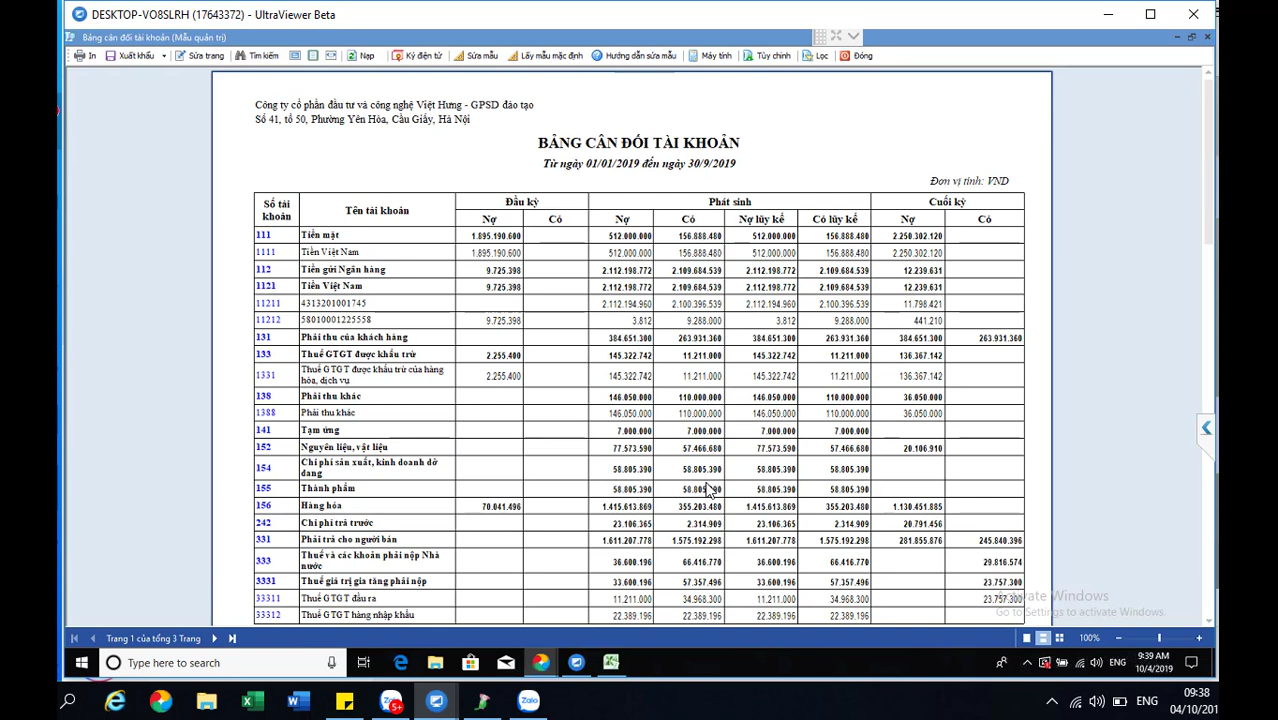 DESKTOP-VO8SLRH (17643372) - UltraViewer Beta
Bảng cân đối tài khoản (Mẫu quản trị)
In Xuất khẩu Sửa trang Tìm kiếm Nạp Ký điện tử Sửa mẫu Lấy mẫu mặc định Hướng dẫn sửa mẫu Máy tính Tùy chỉnh Lọc Đóng
Công ty cổ phần đầu tư và công nghệ Việt Hưng - GPSD đào tạo
Số 41, tổ 50, Phường Yên Hòa, Cầu Giấy, Hà Nội
BẢNG CÂN ĐỐI TÀI KHOẢN
Từ ngày 01/01/2019 đến ngày 30/9/2019
Đơn vị tính: VND
Số tài khoản Tên tài khoản Đầu kỳ Phát sinh Cuối kỳ
Nợ Có Nợ Có Nợ lũy kế Có lũy kế Nợ Có
111 Tiền mặt 1.895.190.600 512.000.000 156.888.480 512.000.000 156.888.480 2.250.302.120
1111 Tiền Việt Nam 1.895.190.600 512.000.000 156.888.480 512.000.000 156.888.480 2.250.302.120
112 Tiền gửi Ngân hàng 9.725.398 2.112.198.772 2.109.684.539 2.112.198.772 2.109.684.539 12.239.631
1121 Tiền Việt Nam 9.725.398 2.112.198.772 2.109.684.539 2.112.198.772 2.109.684.539 12.239.631
11211 4313201001745 2.112.194.960 2.100.396.539 2.112.194.960 2.100.396.539 11.798.421
11212 58010001225558 9.725.398 3.812 9.288.000 3.812 9.288.000 441.210
131 Phải thu của khách hàng 384.651.300 263.931.360 384.651.300 263.931.360 384.651.300 263.931.360
133 Thuế GTGT được khấu trừ 2.255.400 145.322.742 11.211.000 145.322.742 11.211.000 136.367.142
1331 Thuế GTGT được khấu trừ của hàng hóa, dịch vụ 2.255.400 145.322.742 11.211.000 145.322.742 11.211.000 136.367.142
138 Phải thu khác 146.050.000 110.000.000 146.050.000 110.000.000 36.050.000
1388 Phải thu khác 146.050.000 110.000.000 146.050.000 110.000.000 36.050.000
141 Tạm ứng 7.000.000 7.000.000 7.000.000 7.000.000
152 Nguyên liệu, vật liệu 77.573.590 57.466.680 77.573.590 57.466.680 20.106.910
154 Chi phí sản xuất, kinh doanh dở dang 58.805.390 58.805.390 58.805.390 58.805.390
155 Thành phẩm 58.805.390 58.805.390 58.805.390
156 Hàng hóa 70.041.496 1.415.613.869 355.203.480 1.415.613.869 355.203.480 1.130.451.885
242 Chi phí trả trước 23.106.365 2.314.909 23.106.365 2.314.909 20.791.456
331 Phải trả cho người bán 1.611.207.778 1.575.192.298 1.611.207.778 1.575.192.298 281.855.876 245.840.396
333 Thuế và các khoản phải nộp Nhà nước 36.600.196 66.416.770 36.600.196 66.416.770 29.816.574
3331 Thuế giá trị gia tăng phải nộp 33.600.196 57.357.496 33.600.196 57.357.496 23.757.300
33311 Thuế GTGT đầu ra 11.211.000 34.968.300 11.211.000 34.968.300 23.757.300
33312 Thuế GTGT hàng nhập khẩu 22.389.196 22.389.196 22.389.196 22.389.196
Activate Windows
Go to Settings to activate Windows.
Trang 1 của tổng 3 Trang 100%
Type here to search ENG 9:39 AM 10/4/2019
5+ ENG 09:38 04/10/201